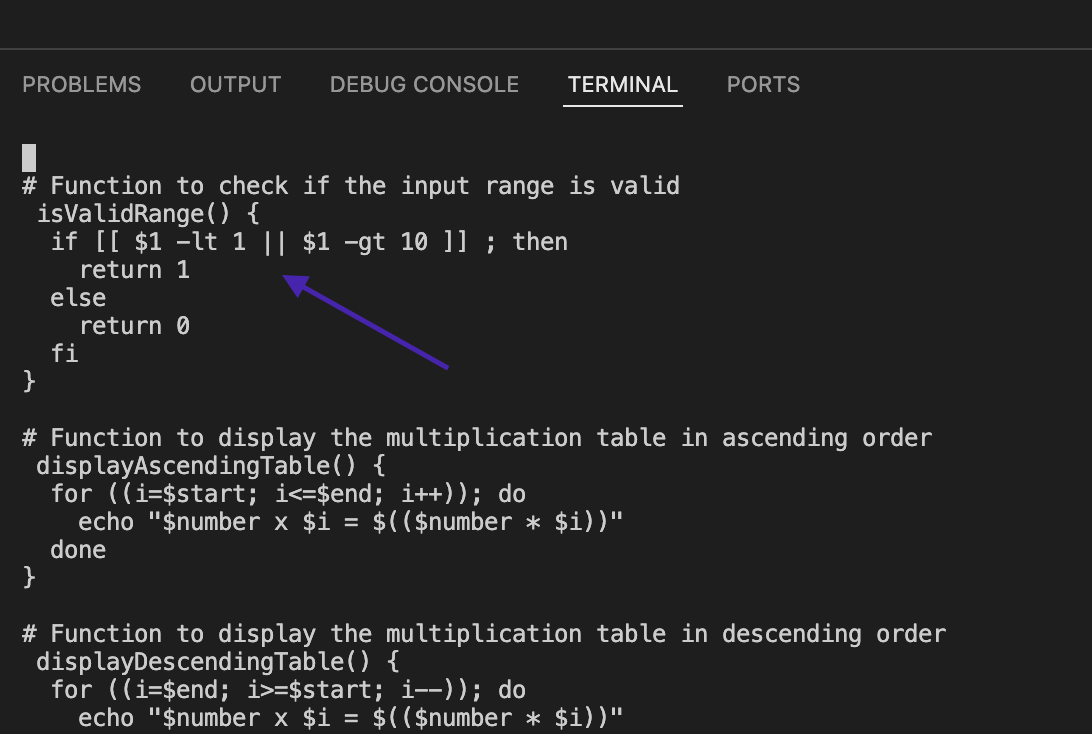 PROBLEMS OUTPUT DEBUG CONSOLE TERMINAL PORTS
# Function to check if the input range is valid
 isValidRange() {
  if [[ $1 -lt 1 || $1 -gt 10 ]] ; then
    return 1
  else
    return 0
  fi
}
# Function to display the multiplication table in ascending order
 displayAscendingTable() {
  for ((i=$start; i<=$end; i++)); do
    echo "$number x $i = $(($number * $i))"
  done
}
# Function to display the multiplication table in descending order
 displayDescendingTable() {
  for ((i=$end; i>=$start; i--)); do
    echo "$number x $i = $(($number * $i))"